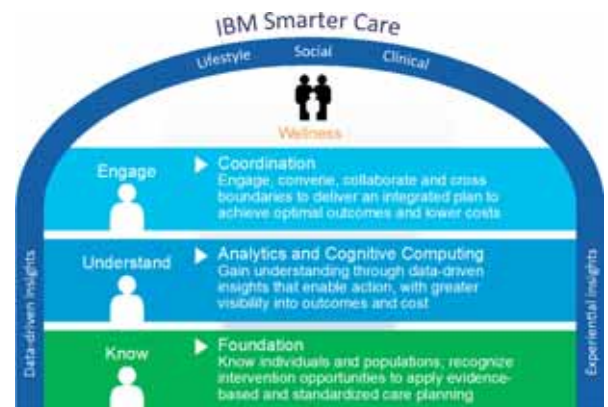 IBM Smarter Care
Lifestyle Social Clinical
Wellness
Engage
Coordination
Engage, convene, collaborate and cross
boundaries to deliver an integrated plan to
achieve optimal outcomes and lower costs
Understand
Analytics and Cognitive Computing
Gain understanding through data-driven
insights that enable action, with greater
visibility into outcomes and cost
Know
Foundation
Know individuals and populations; recognize
intervention opportunities to apply evidence-
based and standardized care planning
Data-driven insights
Experiential insights